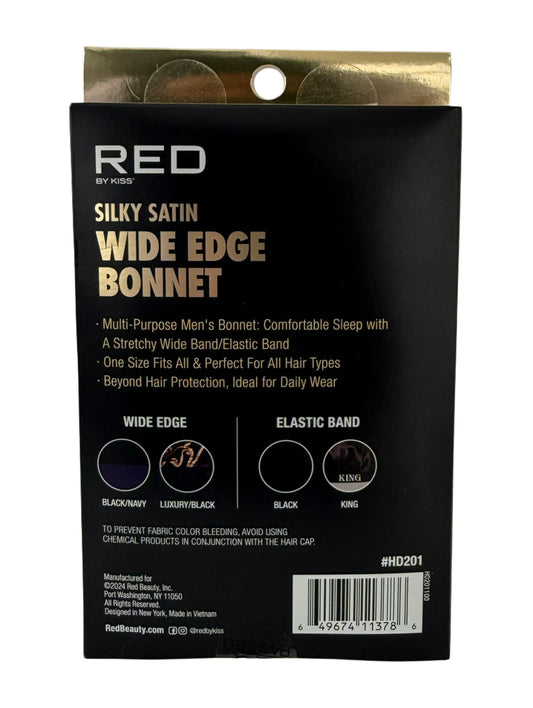 RED
BY KISS®
SILKY SATIN
WIDE EDGE
BONNET
· Multi-Purpose Men's Bonnet: Comfortable Sleep with
A Stretchy Wide Band/Elastic Band
· One Size Fits All & Perfect For All Hair Types
· Beyond Hair Protection, Ideal for Daily Wear
WIDE EDGE
ELASTIC BAND
KING
BLACK/NAVY
LUXURY/BLACK
BLACK
KING
TO PREVENT FABRIC COLOR BLEEDING, AVOID USING
CHEMICAL PRODUCTS IN CONJUNCTION WITH THE HAIR CAP.
#HD201
Manufactured for
©2024 Red Beauty, Inc.
Port Washington, NY 11050
All Rights Reserved.
Designed in New York, Made in Vietnam
RedBeauty.com @redbykiss
HD201100
6 49674 11378 6